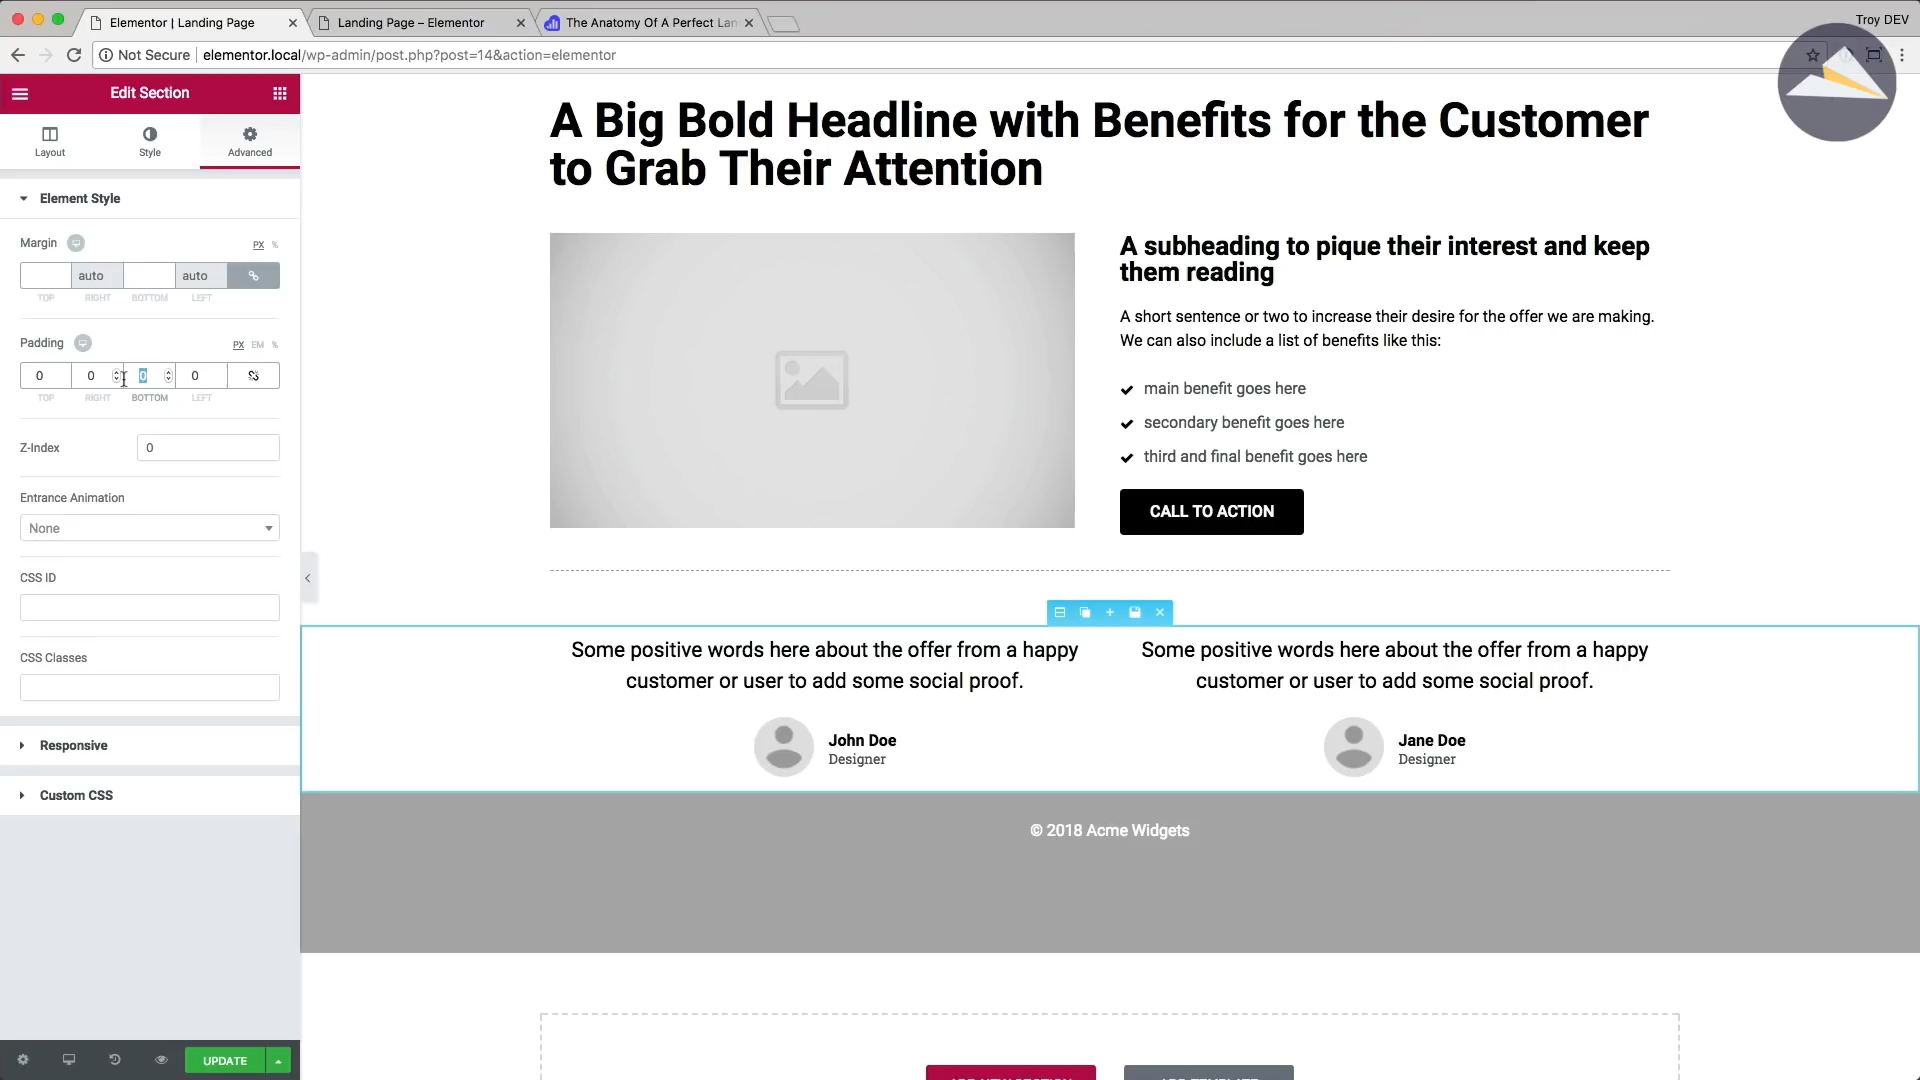 Elementor | Landing Page
Landing Page – Elementor
The Anatomy Of A Perfect Lan
Troy DEV
Not Secure
elementor.local/wp-admin/post.php?post=14&action=elementor
Edit Section
Layout
Style
Advanced
Element Style
Margin
PX %
auto
auto
TOP RIGHT BOTTOM LEFT
Padding
PX EM %
0 0 0 0
TOP RIGHT BOTTOM LEFT
Z-Index
0
Entrance Animation
None
CSS ID
CSS Classes
Responsive
Custom CSS
UPDATE
A Big Bold Headline with Benefits for the Customer
to Grab Their Attention
A subheading to pique their interest and keep
them reading
A short sentence or two to increase their desire for the offer we are making.
We can also include a list of benefits like this:
main benefit goes here
secondary benefit goes here
third and final benefit goes here
CALL TO ACTION
Some positive words here about the offer from a happy
customer or user to add some social proof.
John Doe
Designer
Some positive words here about the offer from a happy
customer or user to add some social proof.
Jane Doe
Designer
© 2018 Acme Widgets